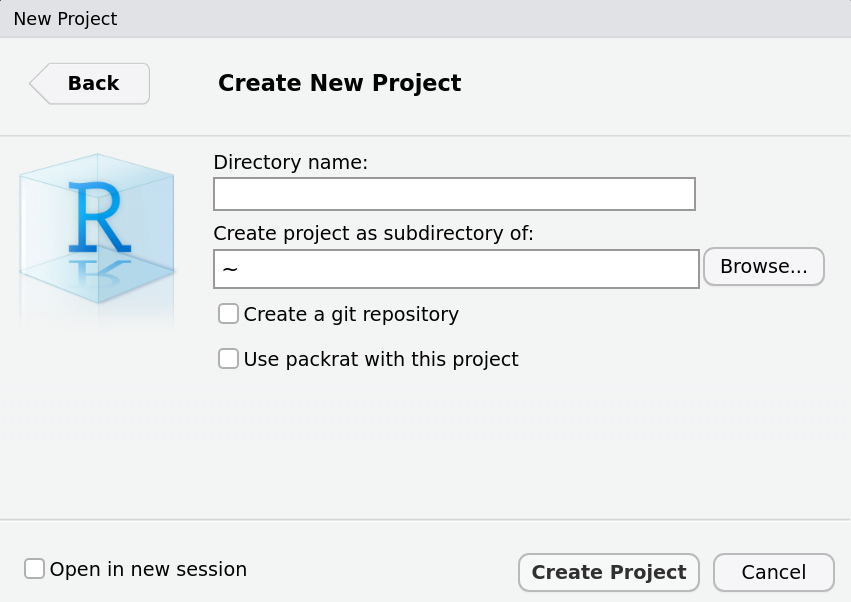 New Project
Back
Create New Project
R
Directory name:
Create project as subdirectory of:
~
Browse...
Create a git repository
Use packrat with this project
Open in new session
Create Project
Cancel